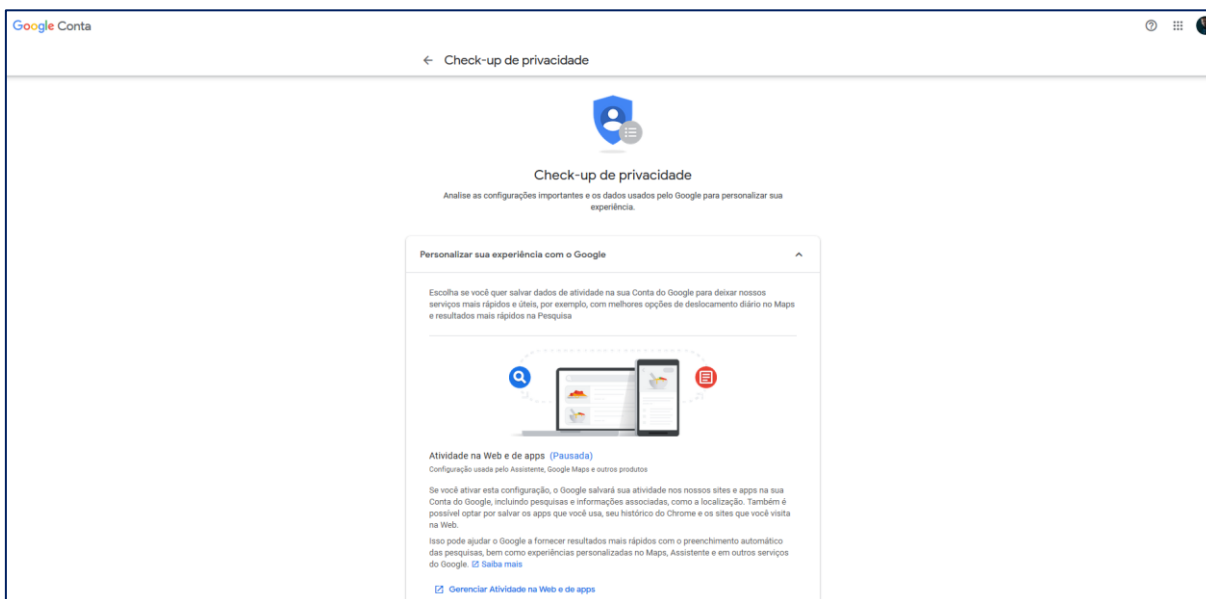 Google Conta
Check-up de privacidade
Check-up de privacidade
Analise as configurações importantes e os dados usados pelo Google para personalizar sua
experiência.
Personalizar sua experiência com o Google
Escolha se você quer salvar dados de atividade na sua Conta do Google para deixar nossos
serviços mais rápidos e úteis, por exemplo, com melhores opções de deslocamento diário no Maps
e resultados mais rápidos na Pesquisa
Atividade na Web e de apps (Pausada)
Configuração usada pelo Assistente, Google Maps e outros produtos
Se você ativar esta configuração, o Google salvará sua atividade nos nossos sites e apps na sua
Conta do Google, incluindo pesquisas e informações associadas, como a localização. Também é
possível optar por salvar os apps que você usa, seu histórico do Chrome e os sites que você visita
na Web.
Isso pode ajudar o Google a fornecer resultados mais rápidos com o preenchimento automático
das pesquisas, bem como experiências personalizadas no Maps, Assistente e em outros serviços
do Google. Saiba mais
Gerenciar Atividade na Web e de apps